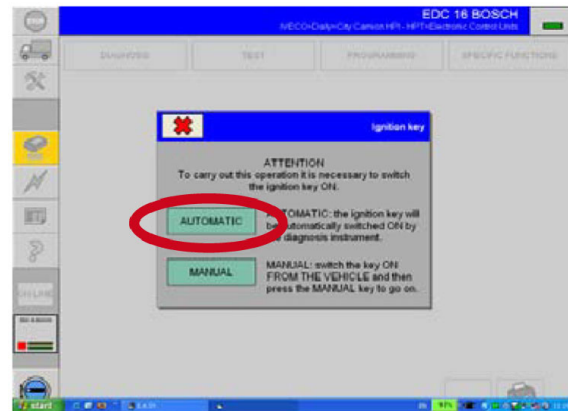 EDC 16 BOSCH
IVECO>Daily>City Camion HPI - HPT>Electronic Control Units
DIAGNOSIS
TEST
PROGRAMMING
SPECIFIC FUNCTIONS
Ignition key
ATTENTION
To carry out this operation it is necessary to switch
the ignition key ON.
AUTOMATIC
AUTOMATIC: the ignition key will
be automatically switched ON by
the diagnosis instrument.
MANUAL
MANUAL: switch the key ON
FROM THE VEHICLE and then
press the MANUAL key to go on.
ON-LINE
start
97%